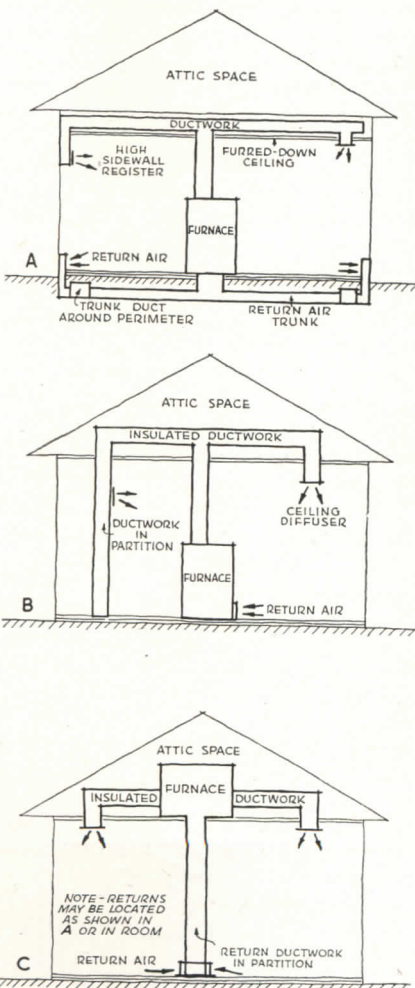 ATTIC SPACE
DUCTWORK
HIGH
SIDEWALL
REGISTER
FURRED-DOWN
CEILING
FURNACE
A
RETURN AIR
TRUNK DUCT
AROUND PERIMETER
RETURN AIR
TRUNK
ATTIC SPACE
INSULATED DUCTWORK
DUCTWORK
IN
PARTITION
CEILING
DIFFUSER
FURNACE
B
RETURN AIR
ATTIC SPACE
FURNACE
INSULATED
DUCTWORK
NOTE - RETURNS
MAY BE LOCATED
AS SHOWN IN
A OR IN ROOM
C
RETURN AIR
RETURN DUCTWORK
IN PARTITION